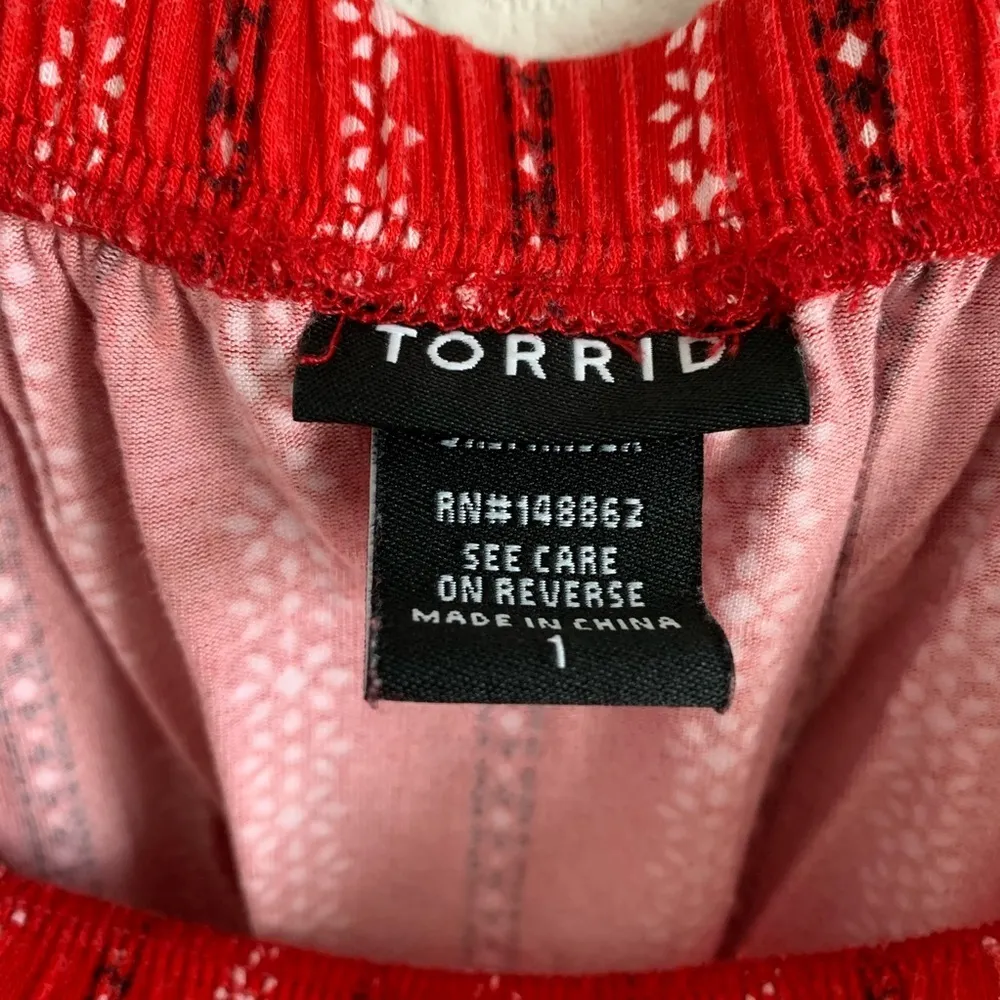 TORRID
RN#148862
SEE CARE
ON REVERSE
MADE IN CHINA
1